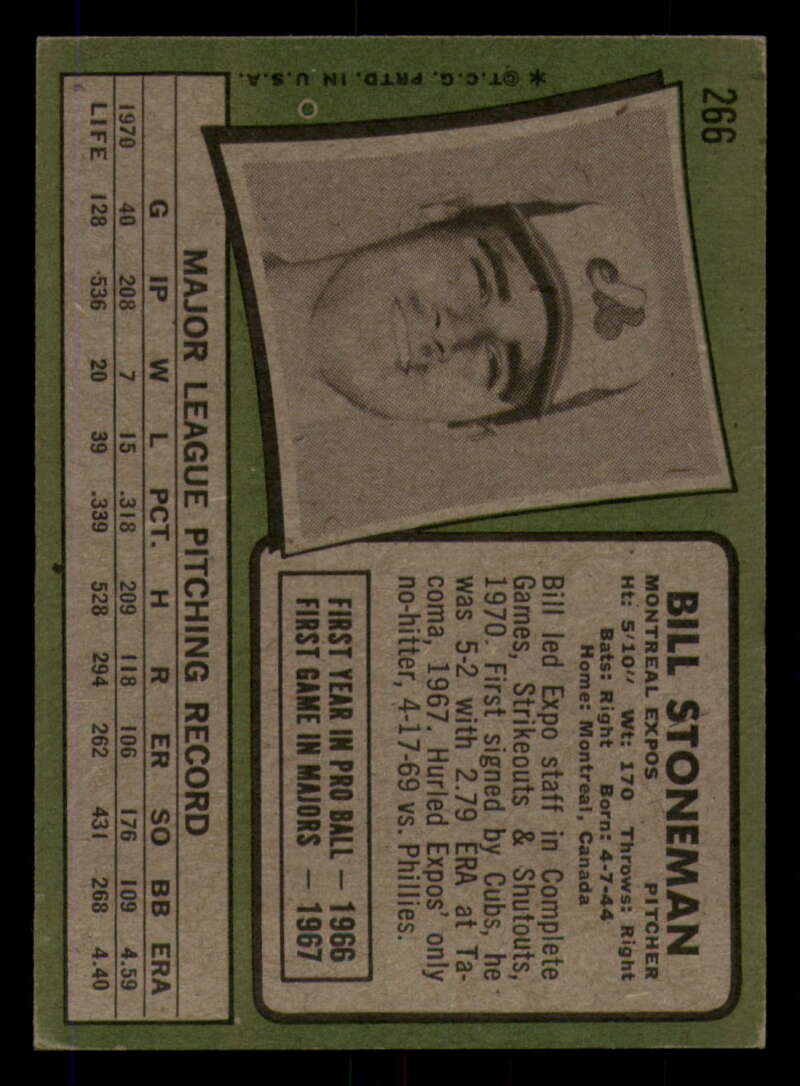 266
BILL STONEMAN
MONTREAL EXPOS PITCHER
Ht: 5'10" Wt: 170 Throws: Right
Bats: Right Born: 4-7-44
Home: Montreal, Canada
Bill led Expo staff in Complete
Games, Strikeouts & Shutouts,
1970. First signed by Cubs, he
was 5-2 with 2.79 ERA at Ta-
coma, 1967. Hurled Expos' only
no-hitter, 4-17-69 vs. Phillies.
FIRST YEAR IN PRO BALL — 1966
FIRST GAME IN MAJORS — 1967
MAJOR LEAGUE PITCHING RECORD
G IP W L PCT. H R ER SO BB ERA
1970 40 208 7 15 .318 209 118 106 176 109 4.59
LIFE 128 536 20 39 .339 528 294 262 431 268 4.40
* © T.C.G. PRTD. IN U.S.A.